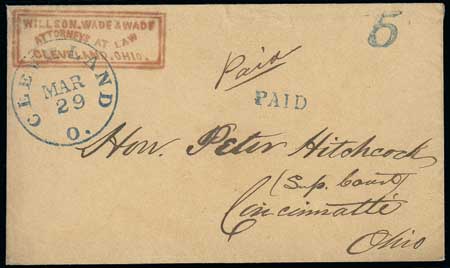 WILLSON, WADE & WADE
ATTORNEYS AT LAW
CLEVELAND, OHIO.
CLEVELAND
MAR
29
O.
5
Paid
PAID
Hon. Peter Hitchcock
(Sup. Court)
Cincinnatti
Ohio